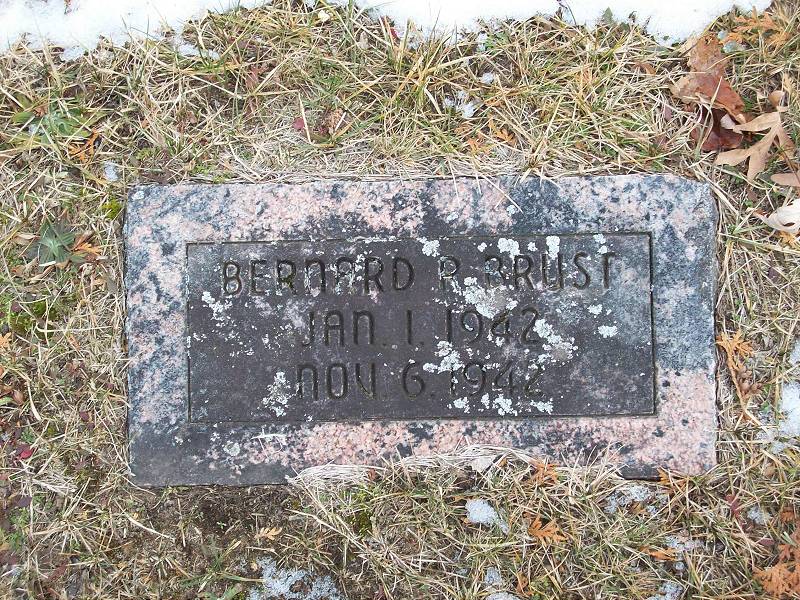 BERNARD R. BRUST
JAN. 1. 1942
NOV. 6. 1942